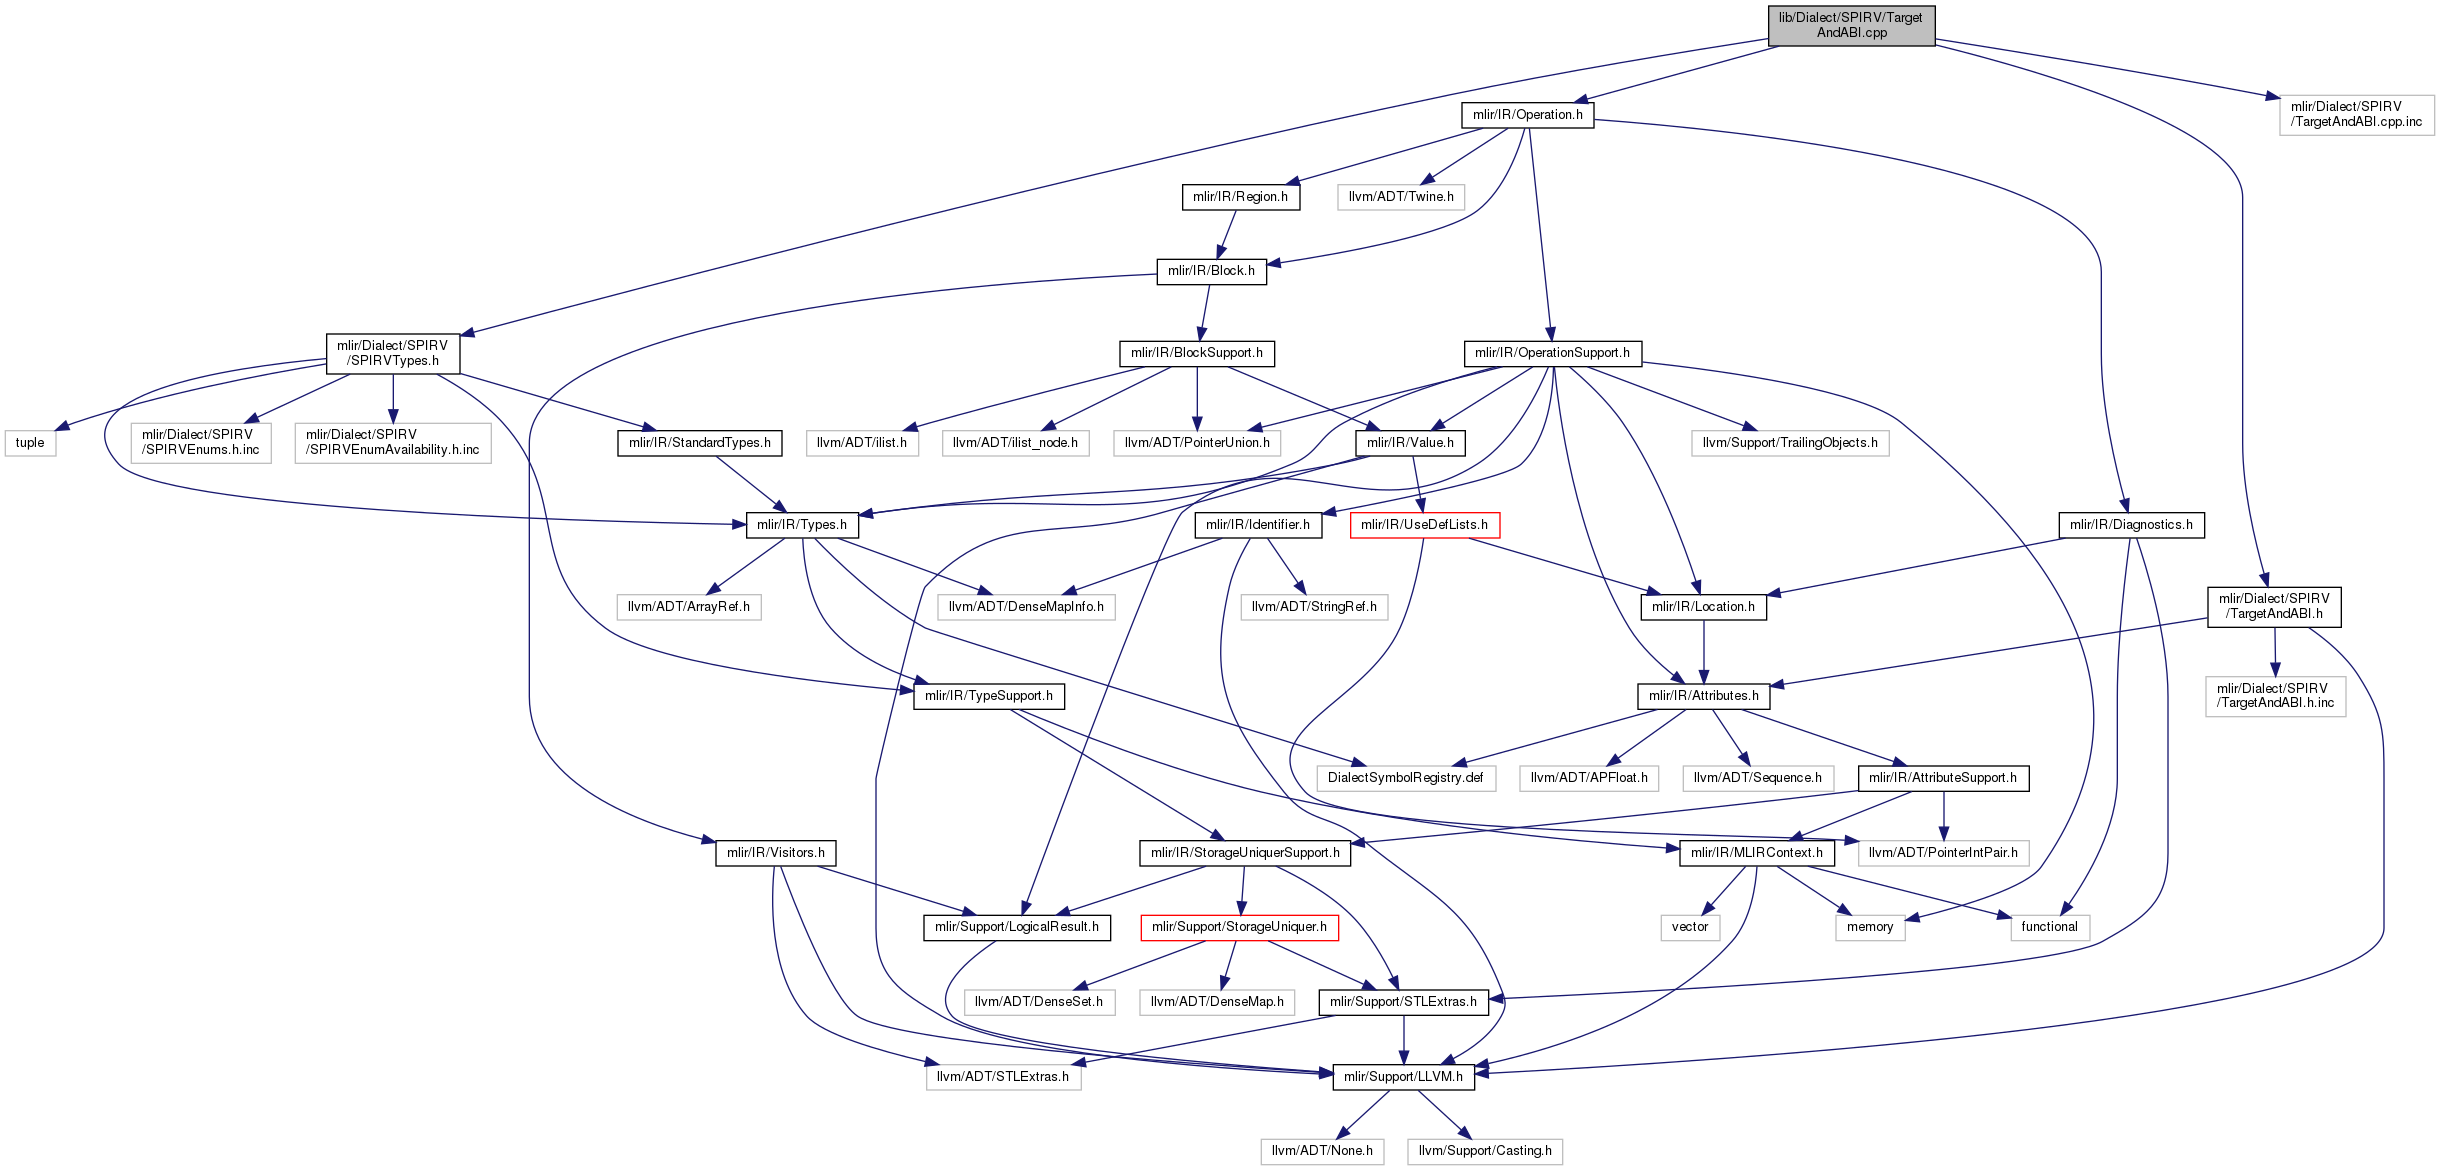 lib/Dialect/SPIRV/Target
AndABI.cpp
mlir/IR/Operation.h
mlir/Dialect/SPIRV
/TargetAndABI.cpp.inc
mlir/IR/Region.h
llvm/ADT/Twine.h
mlir/IR/Block.h
mlir/Dialect/SPIRV
/SPIRVTypes.h
mlir/IR/BlockSupport.h
mlir/IR/OperationSupport.h
tuple
mlir/Dialect/SPIRV
/SPIRVEnums.h.inc
mlir/Dialect/SPIRV
/SPIRVEnumAvailability.h.inc
mlir/IR/StandardTypes.h
llvm/ADT/ilist.h
llvm/ADT/ilist_node.h
llvm/ADT/PointerUnion.h
mlir/IR/Value.h
llvm/Support/TrailingObjects.h
mlir/IR/Types.h
mlir/IR/Identifier.h
mlir/IR/UseDefLists.h
mlir/IR/Diagnostics.h
llvm/ADT/ArrayRef.h
llvm/ADT/DenseMapInfo.h
llvm/ADT/StringRef.h
mlir/IR/Location.h
mlir/Dialect/SPIRV
/TargetAndABI.h
mlir/IR/TypeSupport.h
mlir/IR/Attributes.h
mlir/Dialect/SPIRV
/TargetAndABI.h.inc
DialectSymbolRegistry.def
llvm/ADT/APFloat.h
llvm/ADT/Sequence.h
mlir/IR/AttributeSupport.h
mlir/IR/Visitors.h
mlir/IR/StorageUniquerSupport.h
mlir/IR/MLIRContext.h
llvm/ADT/PointerIntPair.h
mlir/Support/LogicalResult.h
mlir/Support/StorageUniquer.h
vector
memory
functional
llvm/ADT/DenseSet.h
llvm/ADT/DenseMap.h
mlir/Support/STLExtras.h
llvm/ADT/STLExtras.h
mlir/Support/LLVM.h
llvm/ADT/None.h
llvm/Support/Casting.h